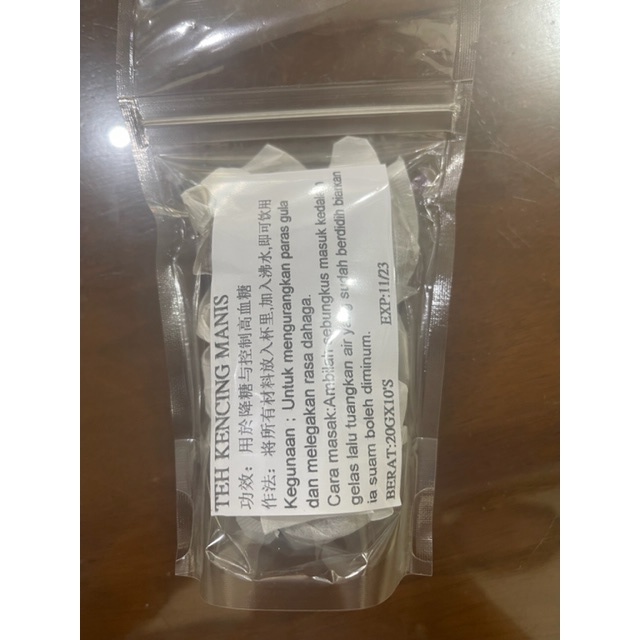 TEH KENCING MANIS
功效：用於降糖与控制高血糖
作法：将所有材料放入杯里,加入沸水,即可饮用
Kegunaan : Untuk mengurangkan paras gula
dan melegakan rasa dahaga.
Cara masak:Ambilah sebungkus masuk kedalam
gelas lalu tuangkan air yang sudah berdidih biarkan
ia suam boleh diminum.
BERAT:20GX10'S EXP:11/23